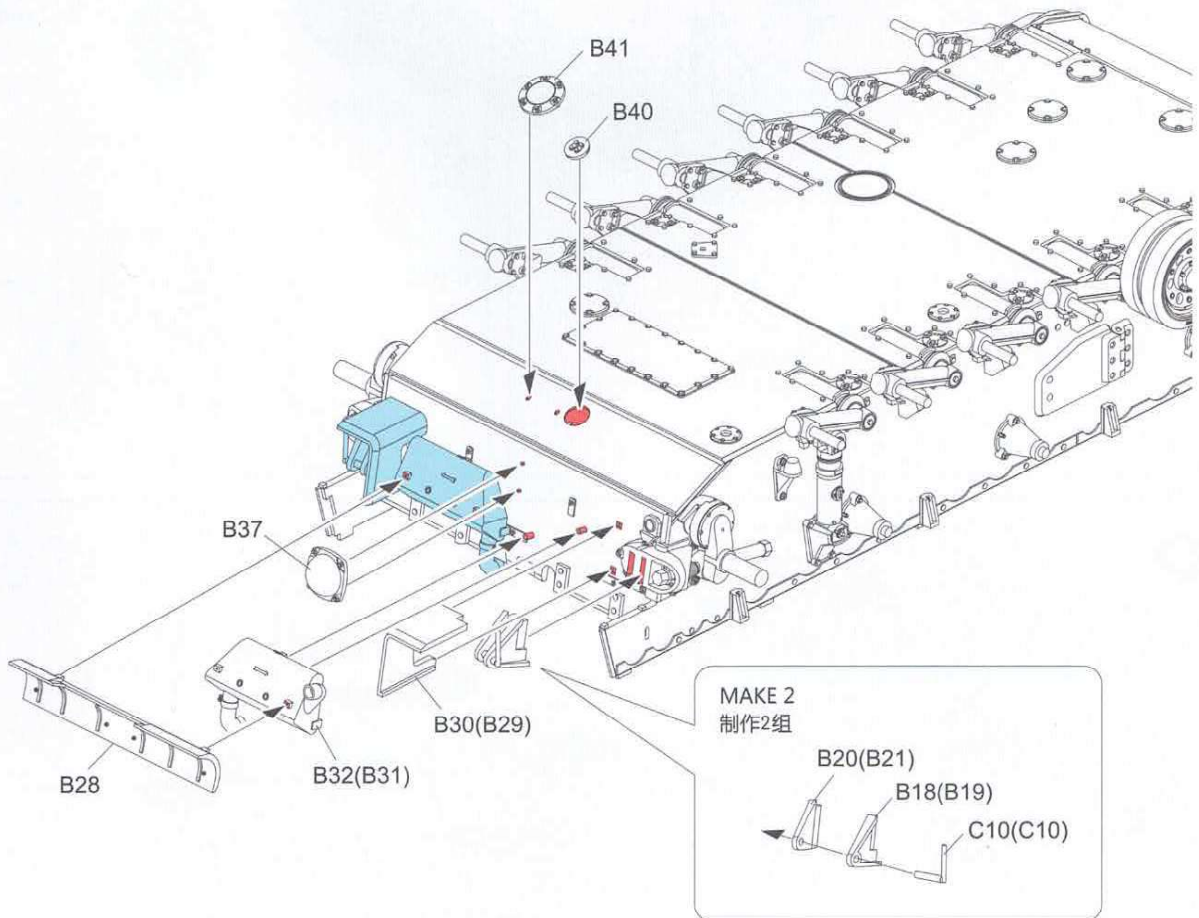 B41
B40
B37
B30(B29)
B32(B31)
B28
MAKE 2
制作2组
B20(B21)
B18(B19)
C10(C10)